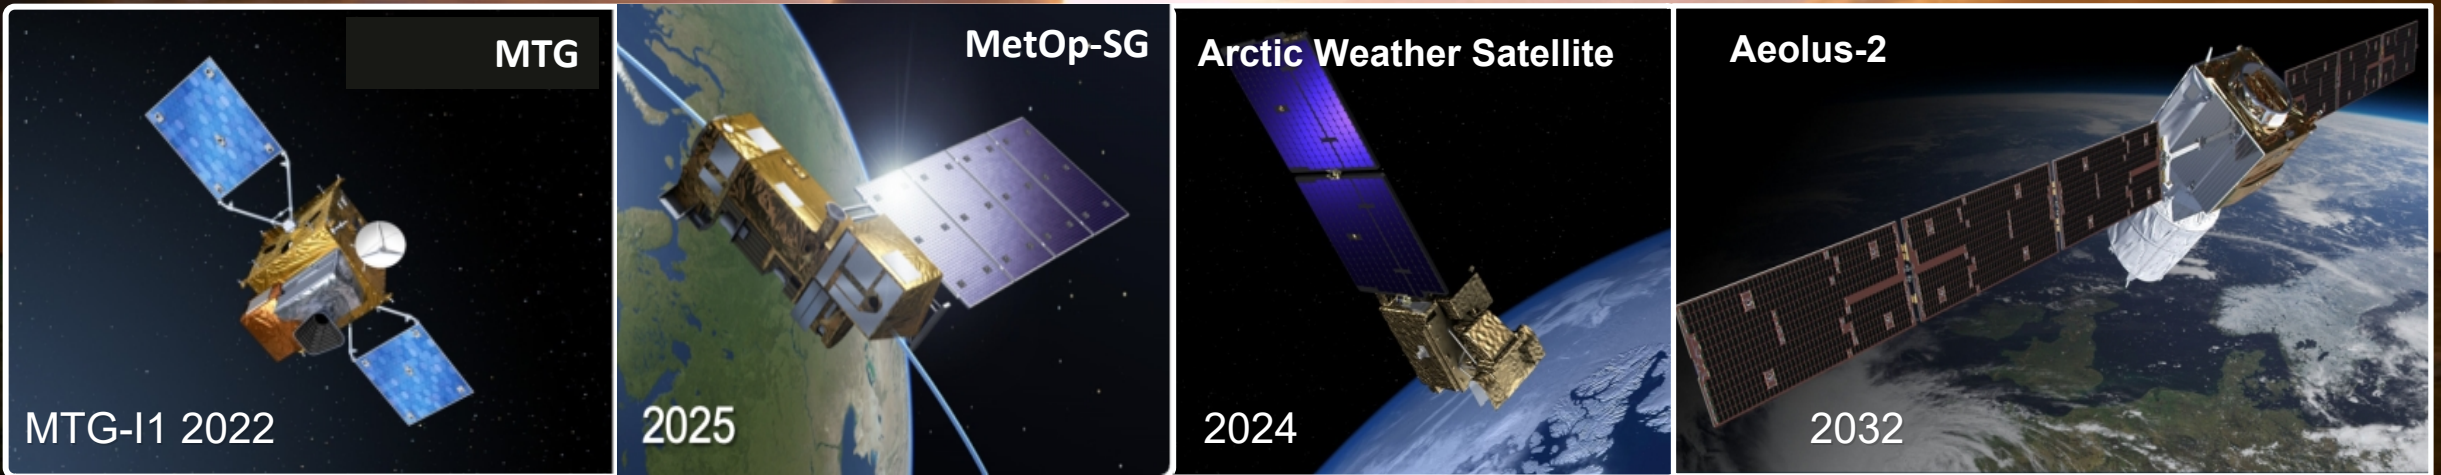 MTG
MTG-I1 2022
MetOp-SG
2025
Arctic Weather Satellite
2024
Aeolus-2
2032